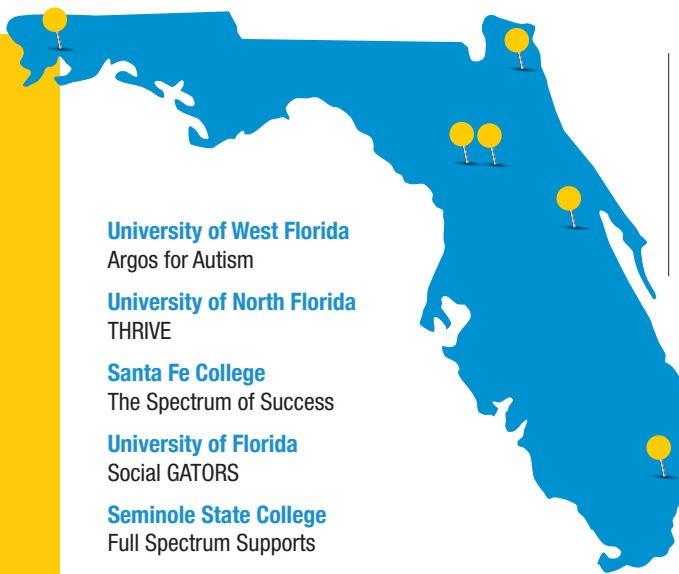 University of West Florida
Argos for Autism
University of North Florida
THRIVE
Santa Fe College
The Spectrum of Success
University of Florida
Social GATORS
Seminole State College
Full Spectrum Supports